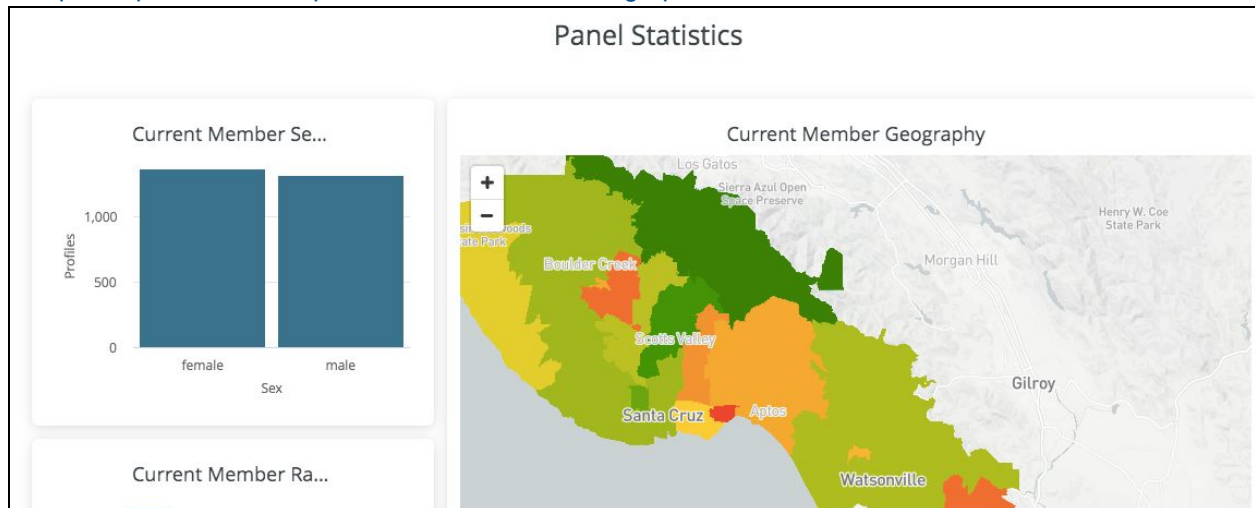 Panel Statistics
Current Member Se...
1,000
500
0
Profiles
female
male
Sex
Current Member Ra...
Current Member Geography
+
−
Los Gatos
Sierra Azul Open
Space Preserve
Henry W. Coe
State Park
ate Park
Boulder Creek
Morgan Hill
Scotts Valley
Gilroy
Santa Cruz
Aptos
Watsonville